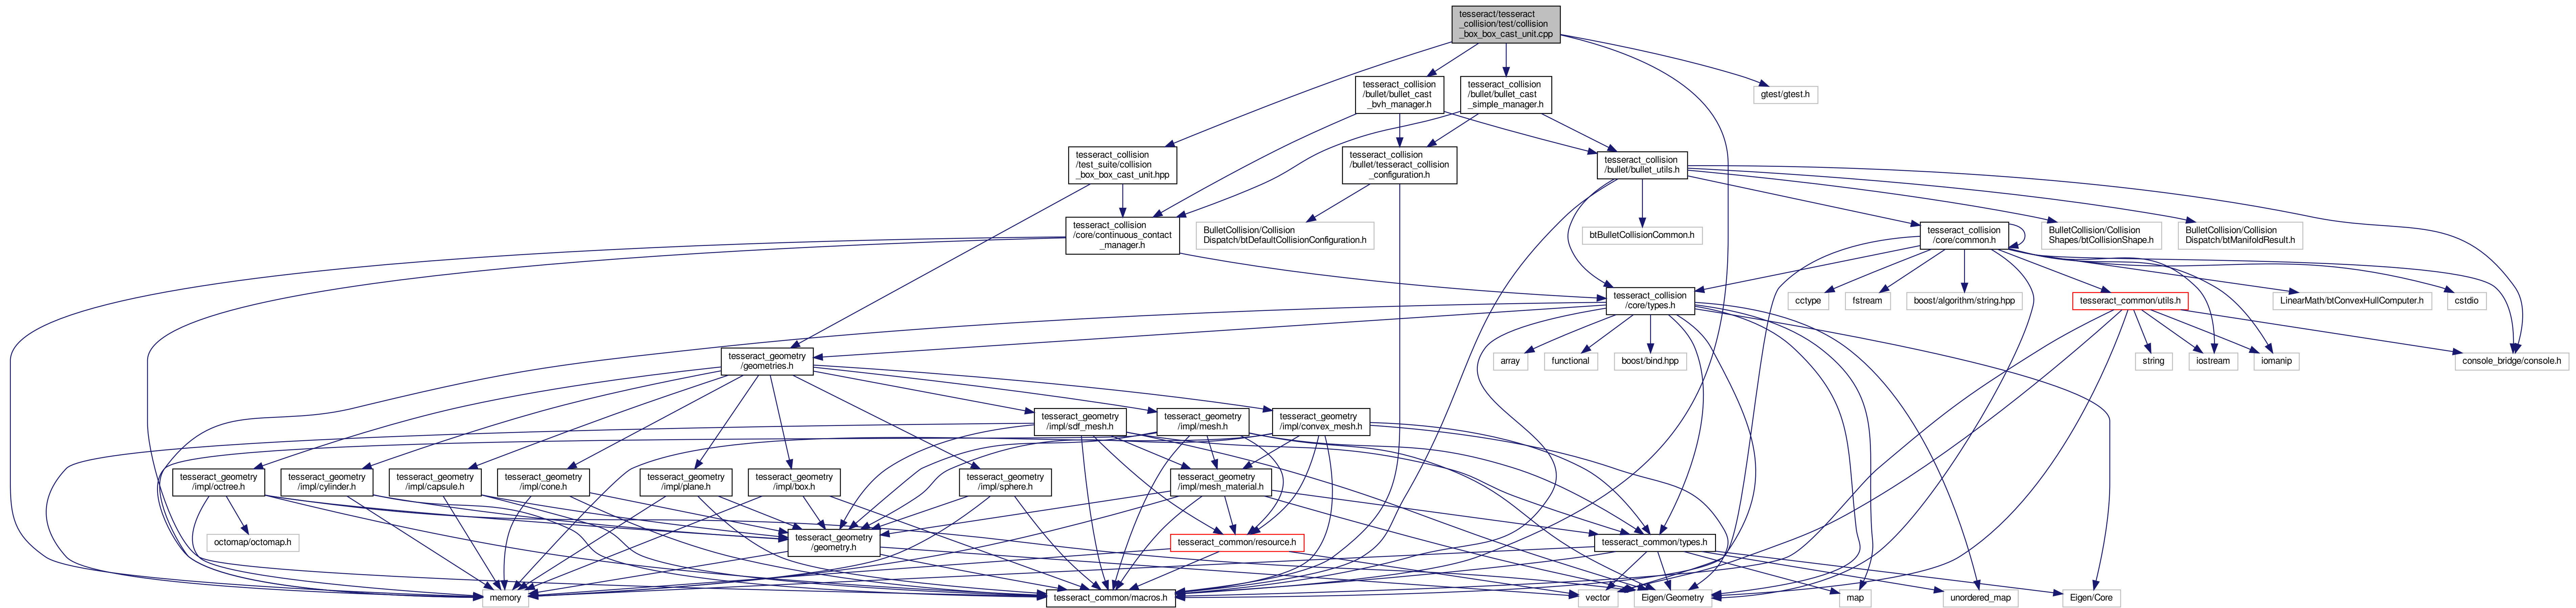 tesseract/tesseract
_collision/test/collision
_box_box_cast_unit.cpp
tesseract_collision
/bullet/bullet_cast
_bvh_manager.h
tesseract_collision
/bullet/bullet_cast
_simple_manager.h
gtest/gtest.h
tesseract_collision
/test_suite/collision
_box_box_cast_unit.hpp
tesseract_collision
/bullet/tesseract_collision
_configuration.h
tesseract_collision
/bullet/bullet_utils.h
tesseract_collision
/core/continuous_contact
_manager.h
BulletCollision/Collision
Dispatch/btDefaultCollisionConfiguration.h
btBulletCollisionCommon.h
tesseract_collision
/core/common.h
BulletCollision/Collision
Shapes/btCollisionShape.h
BulletCollision/Collision
Dispatch/btManifoldResult.h
tesseract_collision
/core/types.h
cctype
fstream
boost/algorithm/string.hpp
tesseract_common/utils.h
LinearMath/btConvexHullComputer.h
cstdio
tesseract_geometry
/geometries.h
array
functional
boost/bind.hpp
string
iostream
iomanip
console_bridge/console.h
tesseract_geometry
/impl/sdf_mesh.h
tesseract_geometry
/impl/mesh.h
tesseract_geometry
/impl/convex_mesh.h
tesseract_geometry
/impl/octree.h
tesseract_geometry
/impl/cylinder.h
tesseract_geometry
/impl/capsule.h
tesseract_geometry
/impl/cone.h
tesseract_geometry
/impl/plane.h
tesseract_geometry
/impl/box.h
tesseract_geometry
/impl/sphere.h
tesseract_geometry
/impl/mesh_material.h
octomap/octomap.h
tesseract_geometry
/geometry.h
tesseract_common/resource.h
tesseract_common/types.h
memory
tesseract_common/macros.h
vector
Eigen/Geometry
map
unordered_map
Eigen/Core